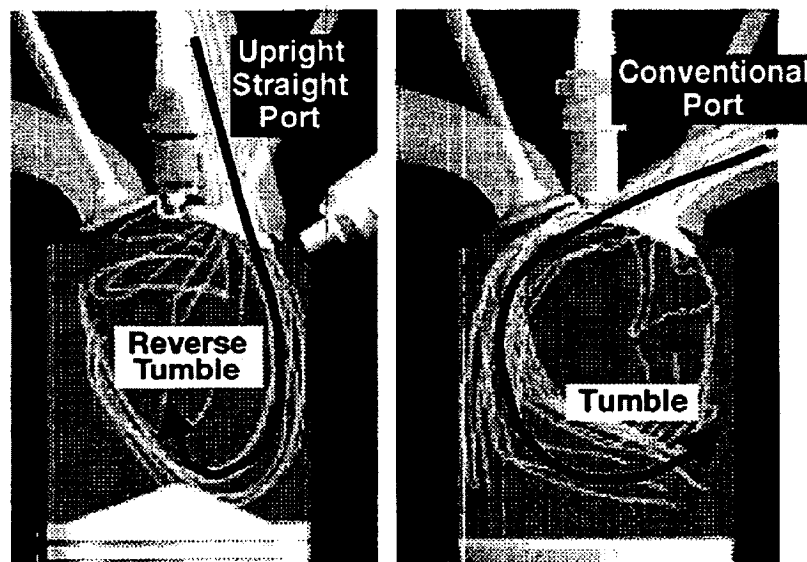 Upright
Straight
Port
Reverse
Tumble
Conventional
Port
Tumble